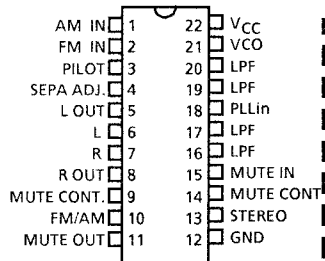 AM IN 1 22 VCC
FM IN 2 21 VCO
PILOT 3 20 LPF
SEPA ADJ. 4 19 LPF
L OUT 5 18 PLLin
L 6 17 LPF
R 7 16 LPF
R OUT 8 15 MUTE IN
MUTE CONT. 9 14 MUTE CONT
FM/AM 10 13 STEREO
MUTE OUT 11 12 GND